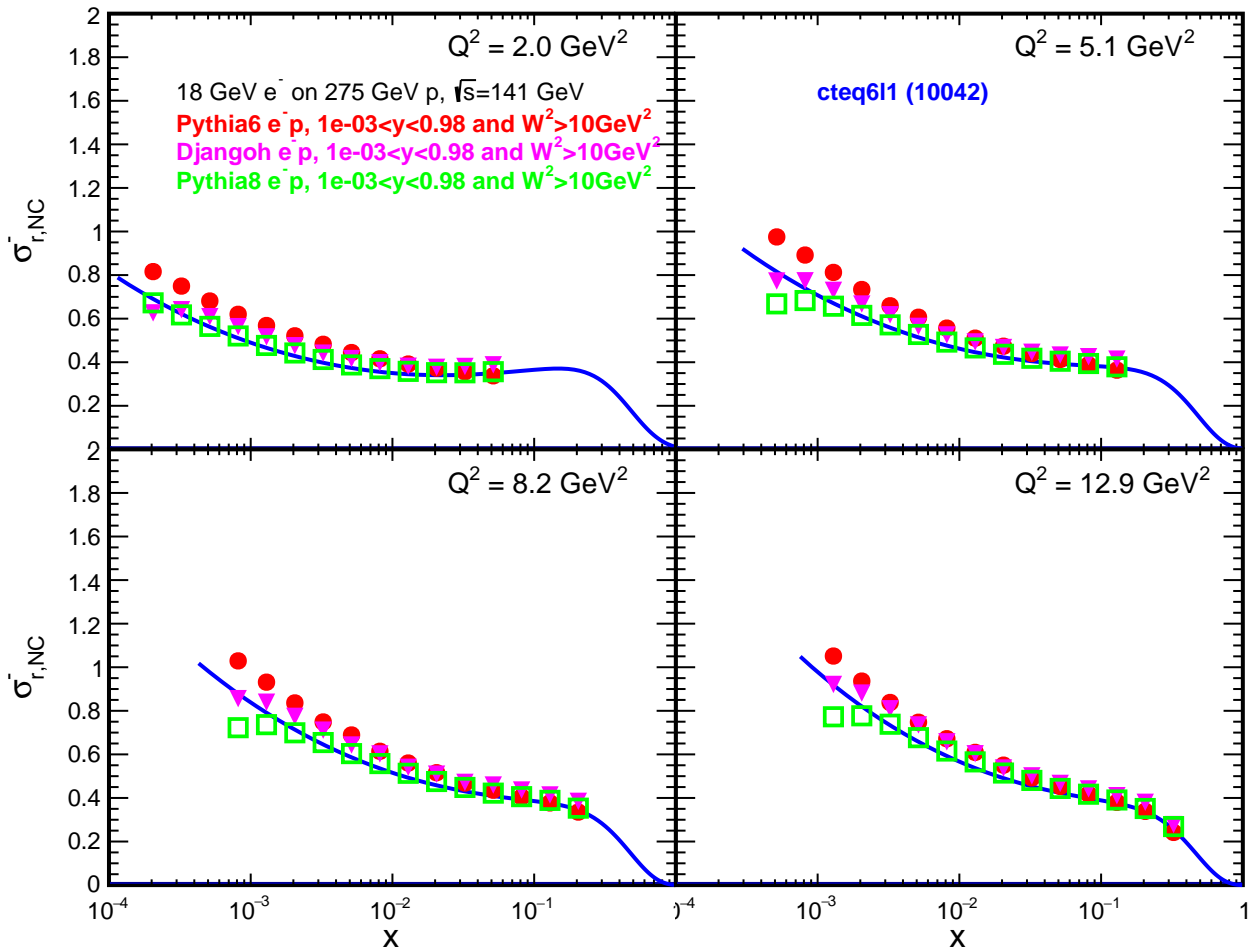 Q² = 2.0 GeV²
18 GeV e⁻ on 275 GeV p, √s=141 GeV
Pythia6 e⁻p, 1e-03<y<0.98 and W²>10GeV²
Djangoh e⁻p, 1e-03<y<0.98 and W²>10GeV²
Pythia8 e⁻p, 1e-03<y<0.98 and W²>10GeV²
2
1.8
1.6
1.4
1.2
1
0.8
0.6
0.4
0.2
σ⁻r,NC
Q² = 5.1 GeV²
cteq6l1 (10042)
Q² = 8.2 GeV²
2
1.8
1.6
1.4
1.2
1
0.8
0.6
0.4
0.2
0
σ⁻r,NC
Q² = 12.9 GeV²
10⁻⁴ 10⁻³ 10⁻² 10⁻¹
0⁻⁴ 10⁻³ 10⁻² 10⁻¹ 1
x
x